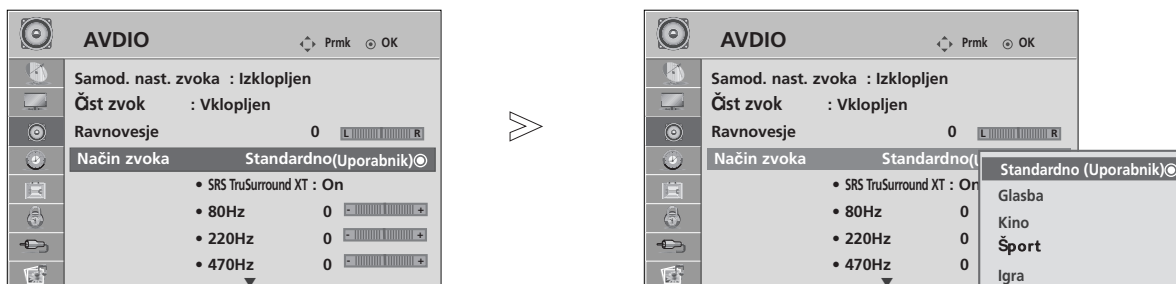 AVDIO Prmk OK
Samod. nast. zvoka : Izklopljen
Čist zvok : Vklopljen
Ravnovesje 0 L R
Način zvoka Standardno(Uporabnik)
• SRS TruSurround XT : On
• 80Hz 0 - +
• 220Hz 0 - +
• 470Hz 0 - +
AVDIO Prmk OK
Samod. nast. zvoka : Izklopljen
Čist zvok : Vklopljen
Ravnovesje 0 L R
Način zvoka Standardno(
• SRS TruSurround XT : On
• 80Hz 0
• 220Hz 0
• 470Hz 0
Standardno (Uporabnik)
Glasba
Kino
Šport
Igra